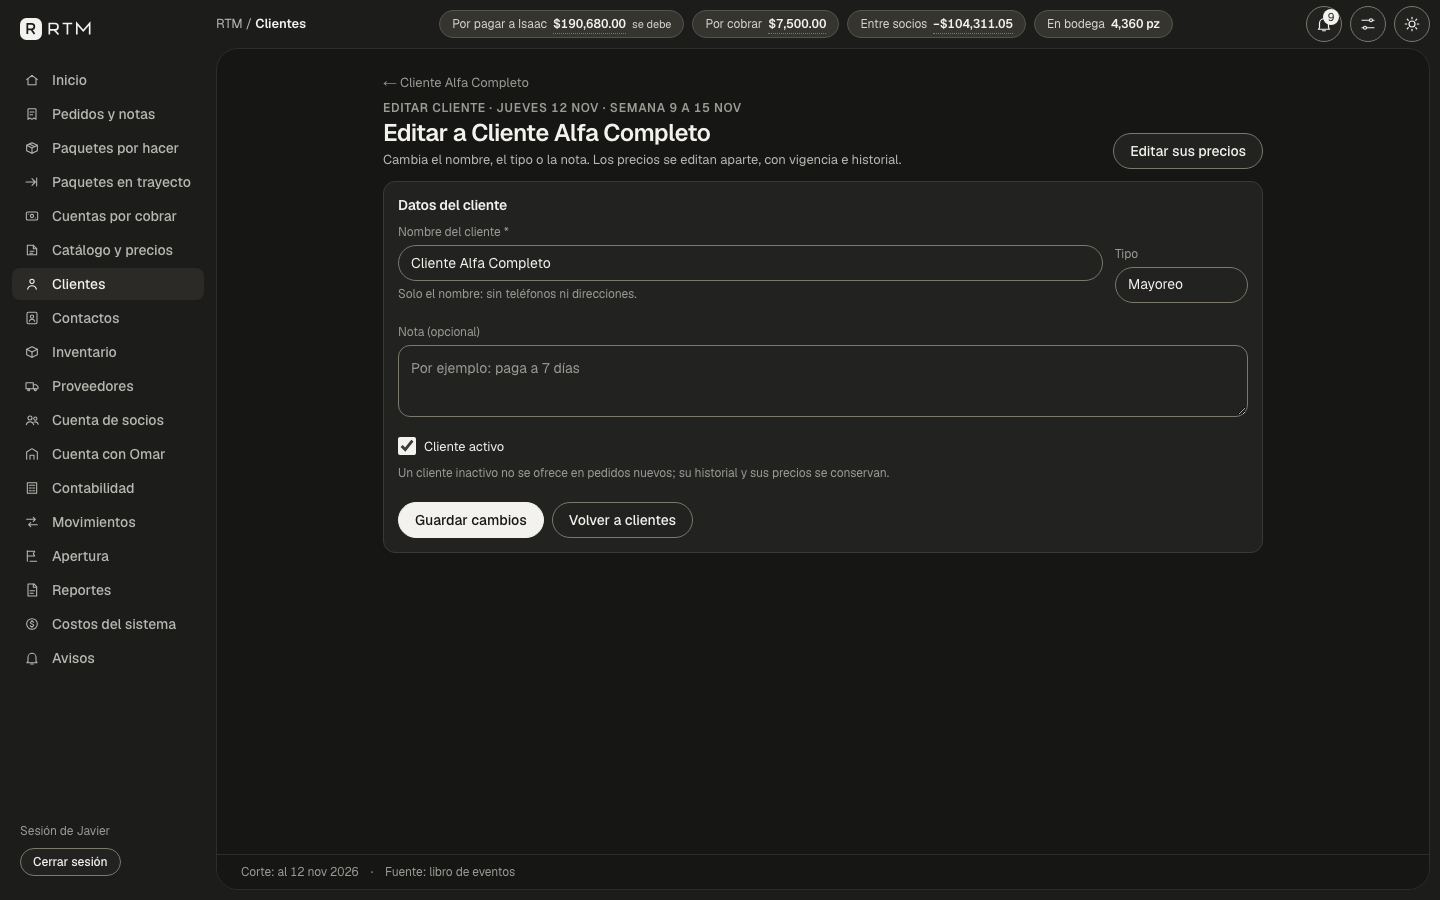 R RTM
RTM / Clientes
Por pagar a Isaac $190,680.00 se debe
Por cobrar $7,500.00
Entre socios −$104,311.05
En bodega 4,360 pz
9
Inicio
Pedidos y notas
Paquetes por hacer
Paquetes en trayecto
Cuentas por cobrar
Catálogo y precios
Clientes
Contactos
Inventario
Proveedores
Cuenta de socios
Cuenta con Omar
Contabilidad
Movimientos
Apertura
Reportes
Costos del sistema
Avisos
Sesión de Javier
Cerrar sesión
← Cliente Alfa Completo
EDITAR CLIENTE · JUEVES 12 NOV · SEMANA 9 A 15 NOV
Editar a Cliente Alfa Completo
Cambia el nombre, el tipo o la nota. Los precios se editan aparte, con vigencia e historial.
Editar sus precios
Datos del cliente
Nombre del cliente *
Cliente Alfa Completo
Solo el nombre: sin teléfonos ni direcciones.
Tipo
Mayoreo
Nota (opcional)
Por ejemplo: paga a 7 días
Cliente activo
Un cliente inactivo no se ofrece en pedidos nuevos; su historial y sus precios se conservan.
Guardar cambios
Volver a clientes
Corte: al 12 nov 2026 · Fuente: libro de eventos